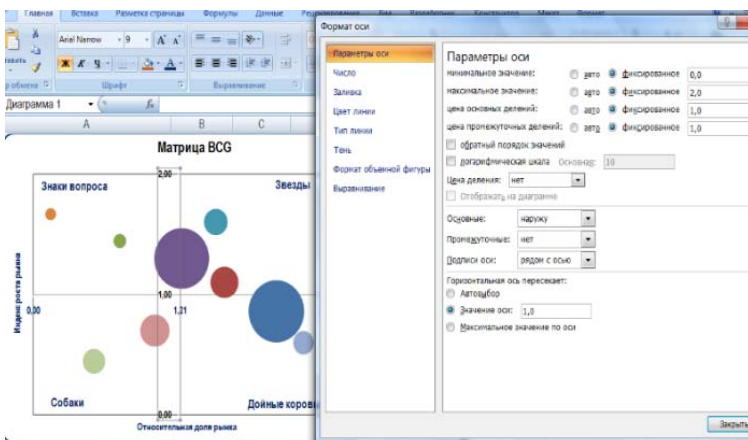 Главная Вставка Разметка страницы Формулы Данные
Формат оси
Arial Narrow 9 A A
Ж К Ч
Шрифт Выравнивание
Диаграмма 1 fx
A B C
Матрица BCG
2,00
Знаки вопроса Звезды
Индекс роста рынка
1,00
0,00 1,21
Собаки Дойные коровы
0,00
Относительная доля рынка
Параметры оси
Число
Заливка
Цвет линии
Тип линии
Тень
Формат объемной фигуры
Выравнивание
Параметры оси
минимальное значение: авто фиксированное 0,0
максимальное значение: авто фиксированное 2,0
цена основных делений: авто фиксированное 1,0
цена промежуточных делений: авто фиксированное 1,0
обратный порядок значений
логарифмическая шкала Основная: 10
Цена деления: нет
Отображать на диаграмме
Основные: наружу
Промежуточные: нет
Подписи оси: рядом с осью
Горизонтальная ось пересекает:
Автовыбор
Значение оси: 1,0
Максимальное значение по оси
Закрыть